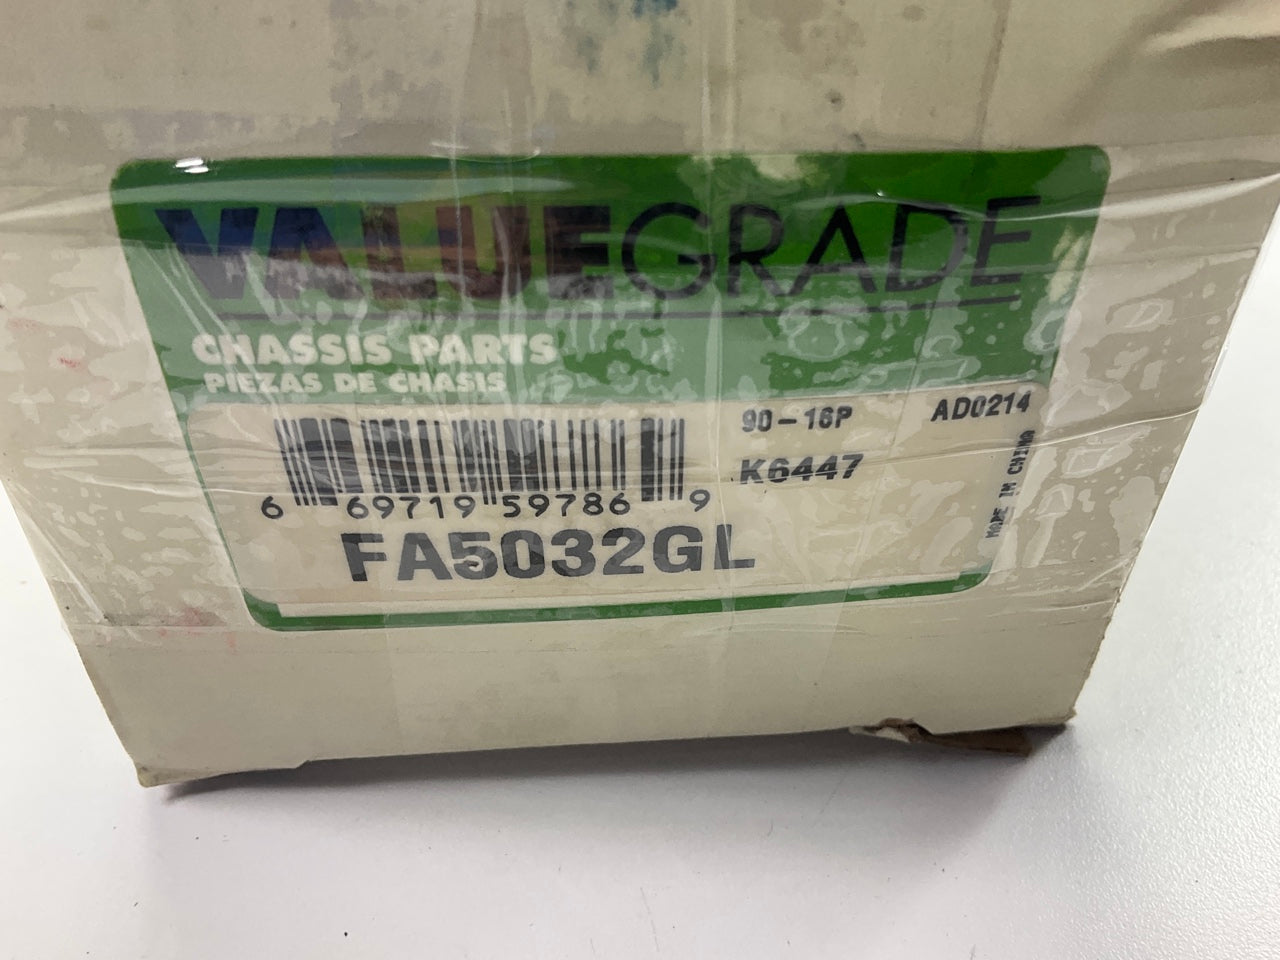 VALUEGRADE
CHASSIS PARTS
PIEZAS DE CHASIS
90-16P
AD0214
K6447
MADE IN CHINA
6 69719 59786 9
FA5032GL